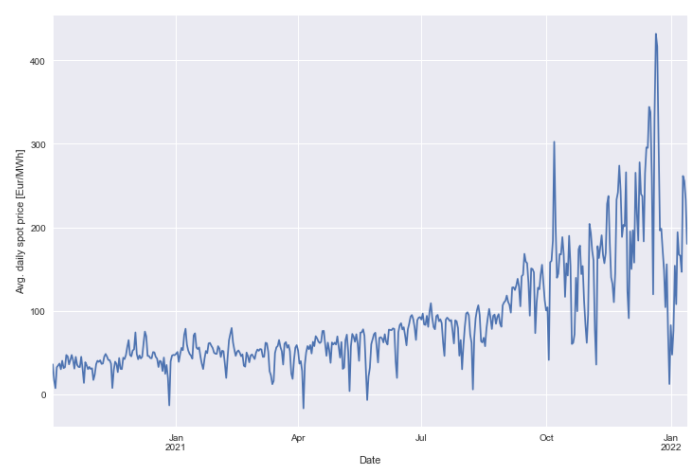 400
300
200
100
0
Avg. daily spot price [Eur/MWh]
Jan
2021
Apr
Jul
Oct
Jan
2022
Date